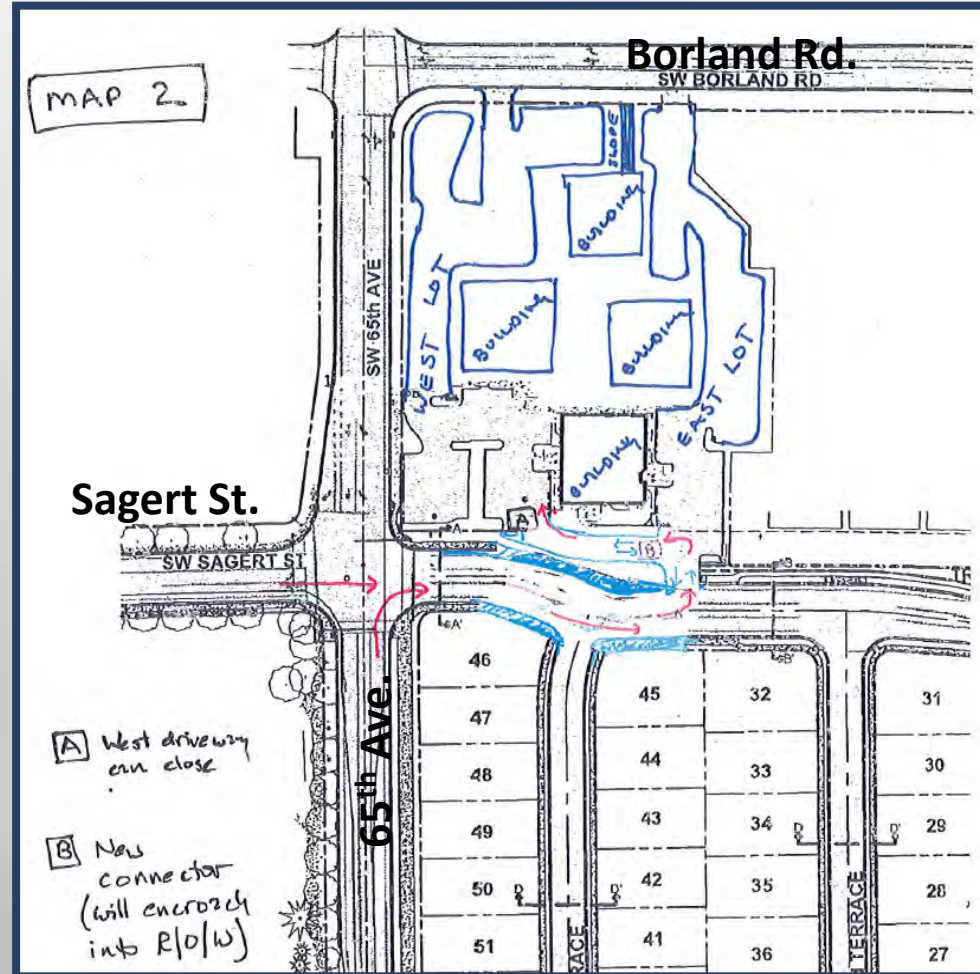 Borland Rd.
SW BORLAND RD
MAP 2.
SLOPE
BUILDING
WEST LOT
SW 65th AVE
BUILDING
BUILDING
EAST LOT
BUILDING
Sagert St.
A
A
B
B
SW SAGERT ST
A'
B'
46
45
32
31
47
65th Ave.
A West driveway
can close
44
33
30
48
43
34
D
D'
29
49
B New
connector
(will encroach
into R/O/W)
42
35
28
50
D
D'
51
41
36
27
RACE
TERRACE